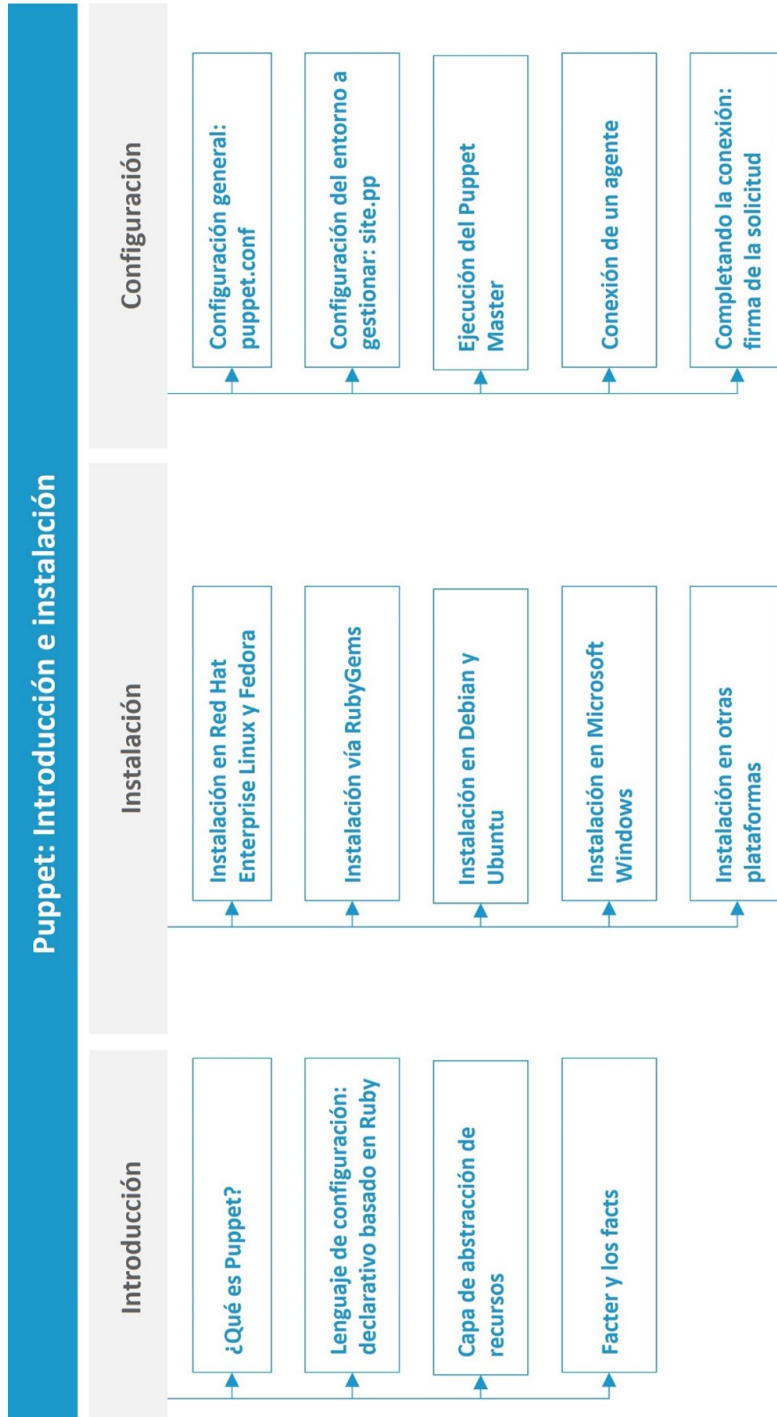 Puppet: Introducción e instalación
Introducción
¿Qué es Puppet?
Lenguaje de configuración:
declarativo basado en Ruby
Capa de abstracción de
recursos
Facter y los facts
Instalación
Instalación en Red Hat
Enterprise Linux y Fedora
Instalación vía RubyGems
Instalación en Debian y
Ubuntu
Instalación en Microsoft
Windows
Instalación en otras
plataformas
Configuración
Configuración general:
puppet.conf
Configuración del entorno a
gestionar: site.pp
Ejecución del Puppet
Master
Conexión de un agente
Completando la conexión:
firma de la solicitud